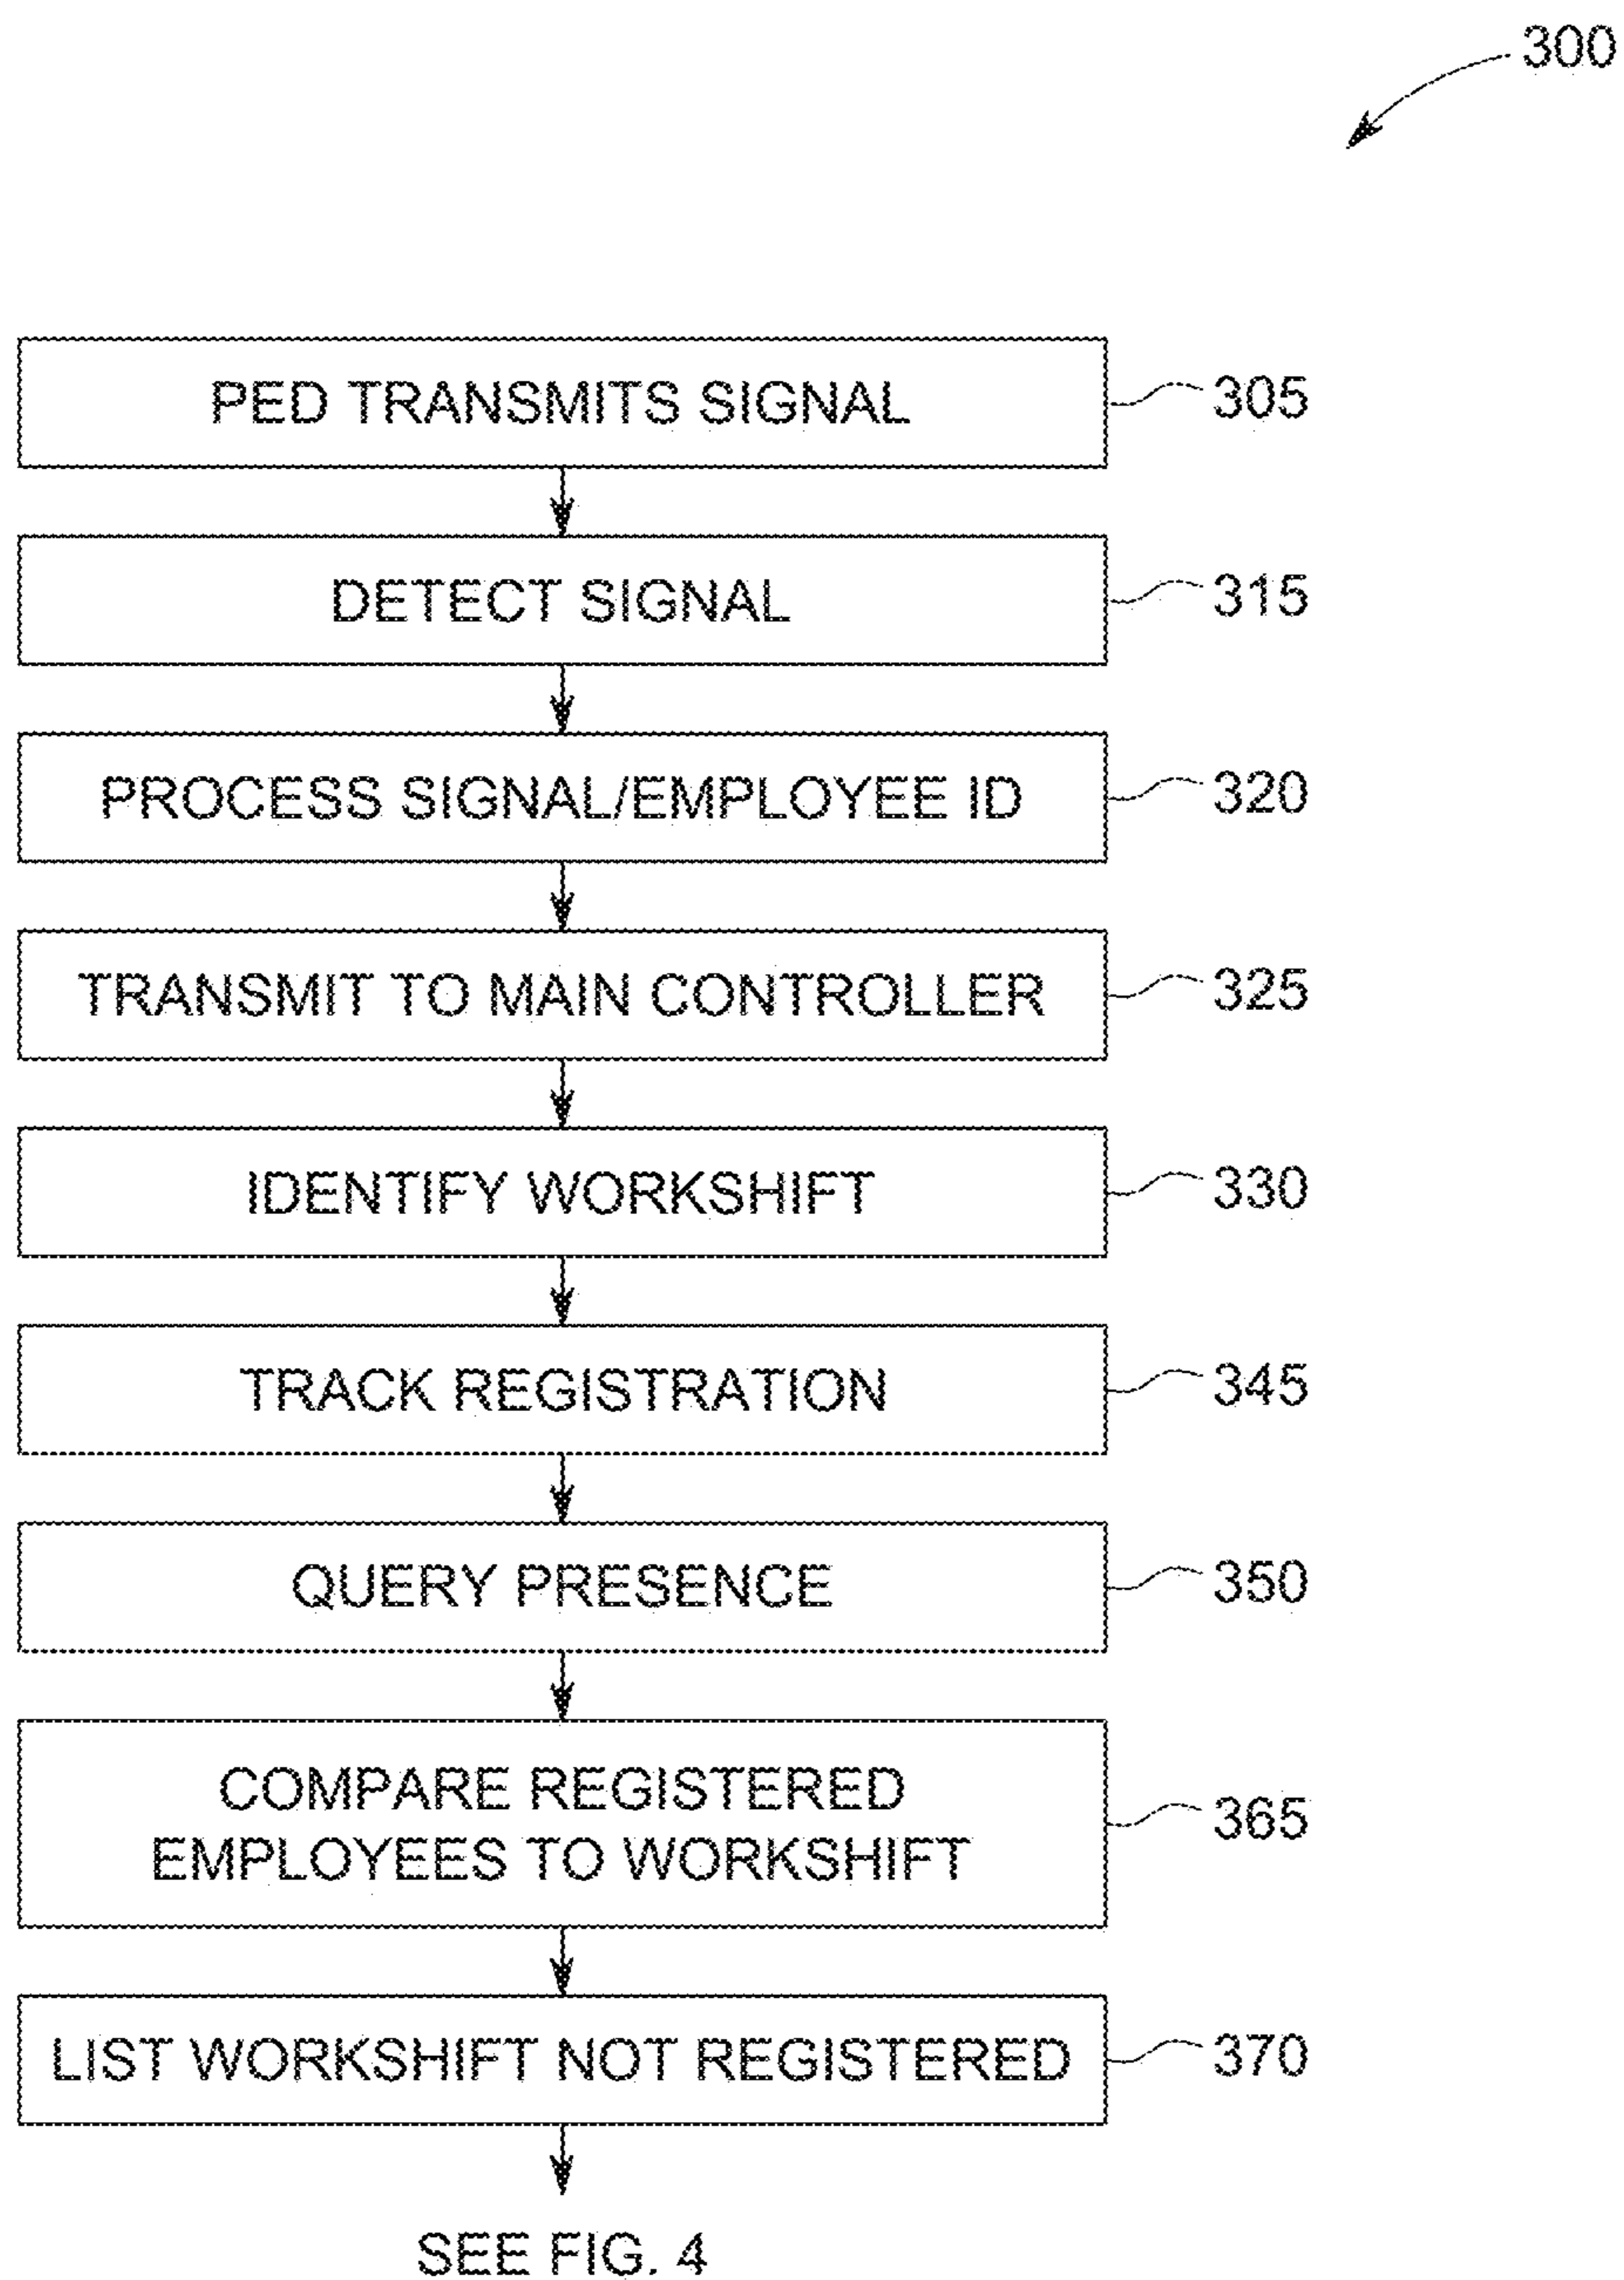 300
PED TRANSMITS SIGNAL 305
DETECT SIGNAL 315
PROCESS SIGNAL/EMPLOYEE ID 320
TRANSMIT TO MAIN CONTROLLER 325
IDENTIFY WORKSHIFT 330
TRACK REGISTRATION 345
QUERY PRESENCE 350
COMPARE REGISTERED
EMPLOYEES TO WORKSHIFT 365
LIST WORKSHIFT NOT REGISTERED 370
SEE FIG. 4